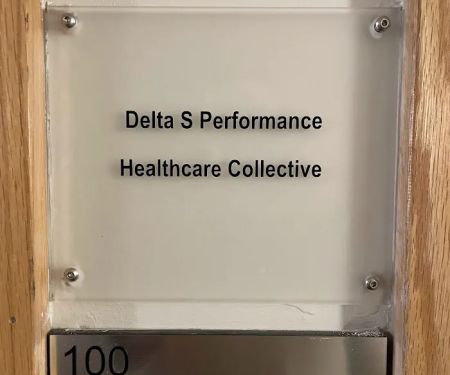 Delta S Performance
Healthcare Collective
100